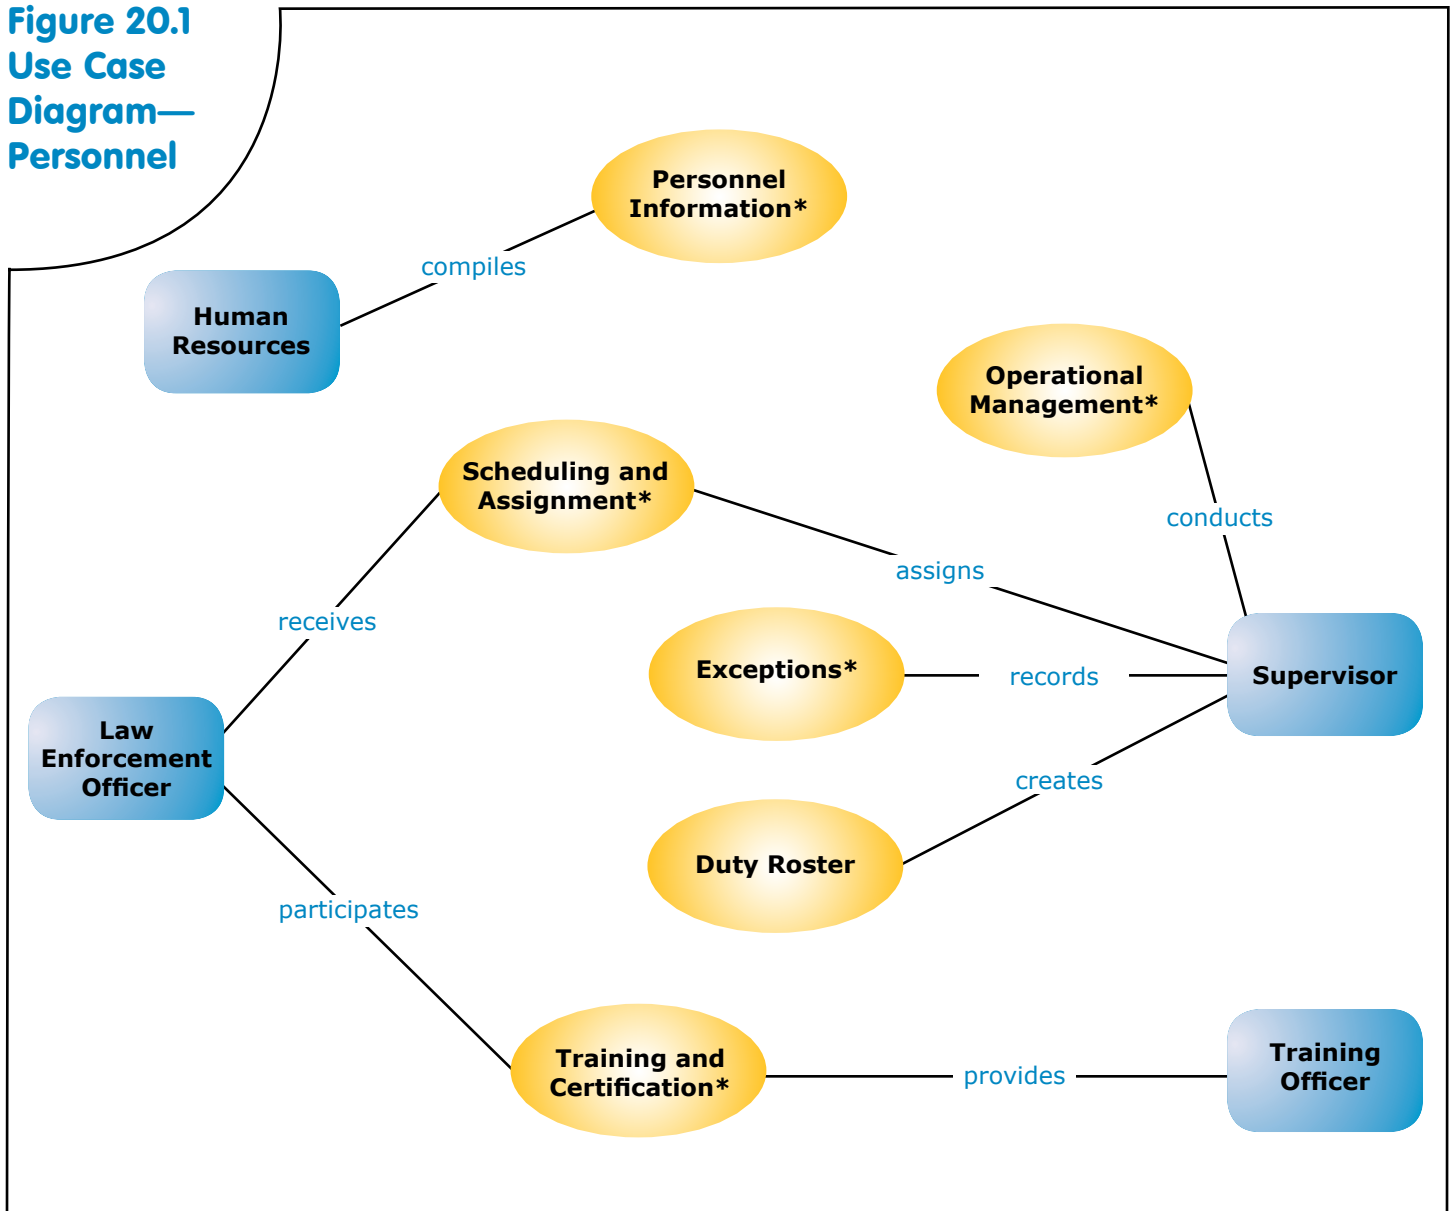 Figure 20.1
Use Case
Diagram—
Personnel
Personnel
Information*
compiles
Human
Resources
Operational
Management*
Scheduling and
Assignment*
conducts
assigns
receives
Exceptions*
records
Supervisor
Law
Enforcement
Officer
creates
Duty Roster
participates
Training and
Certification*
provides
Training
Officer